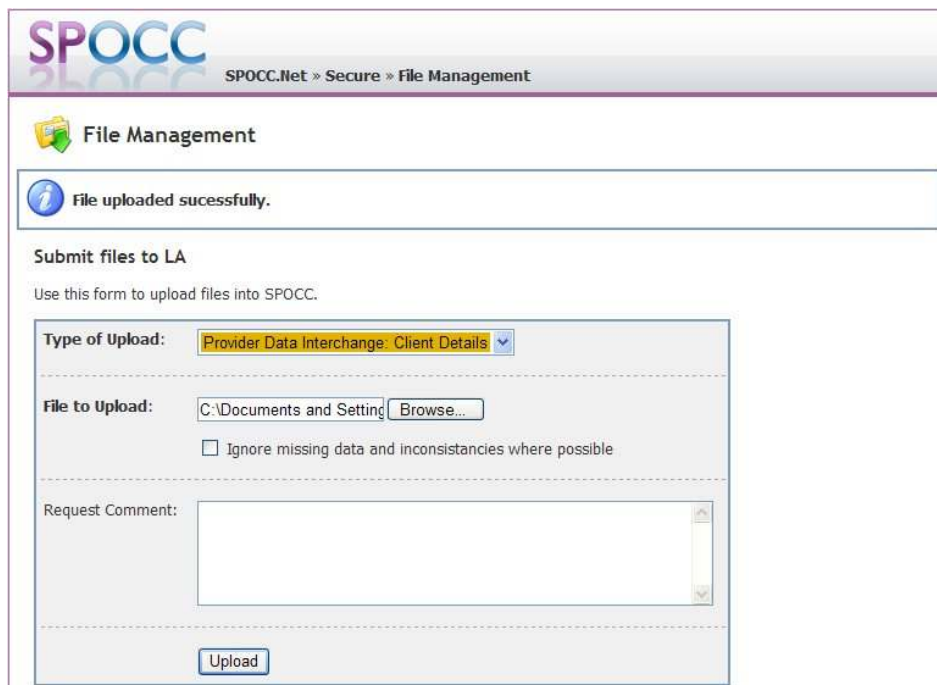 SPOCC
SPOCC.Net » Secure » File Management
File Management
File uploaded sucessfully.
Submit files to LA
Use this form to upload files into SPOCC.
Type of Upload: Provider Data Interchange: Client Details
File to Upload: C:\Documents and Setting Browse...
Ignore missing data and inconsistancies where possible
Request Comment:
Upload